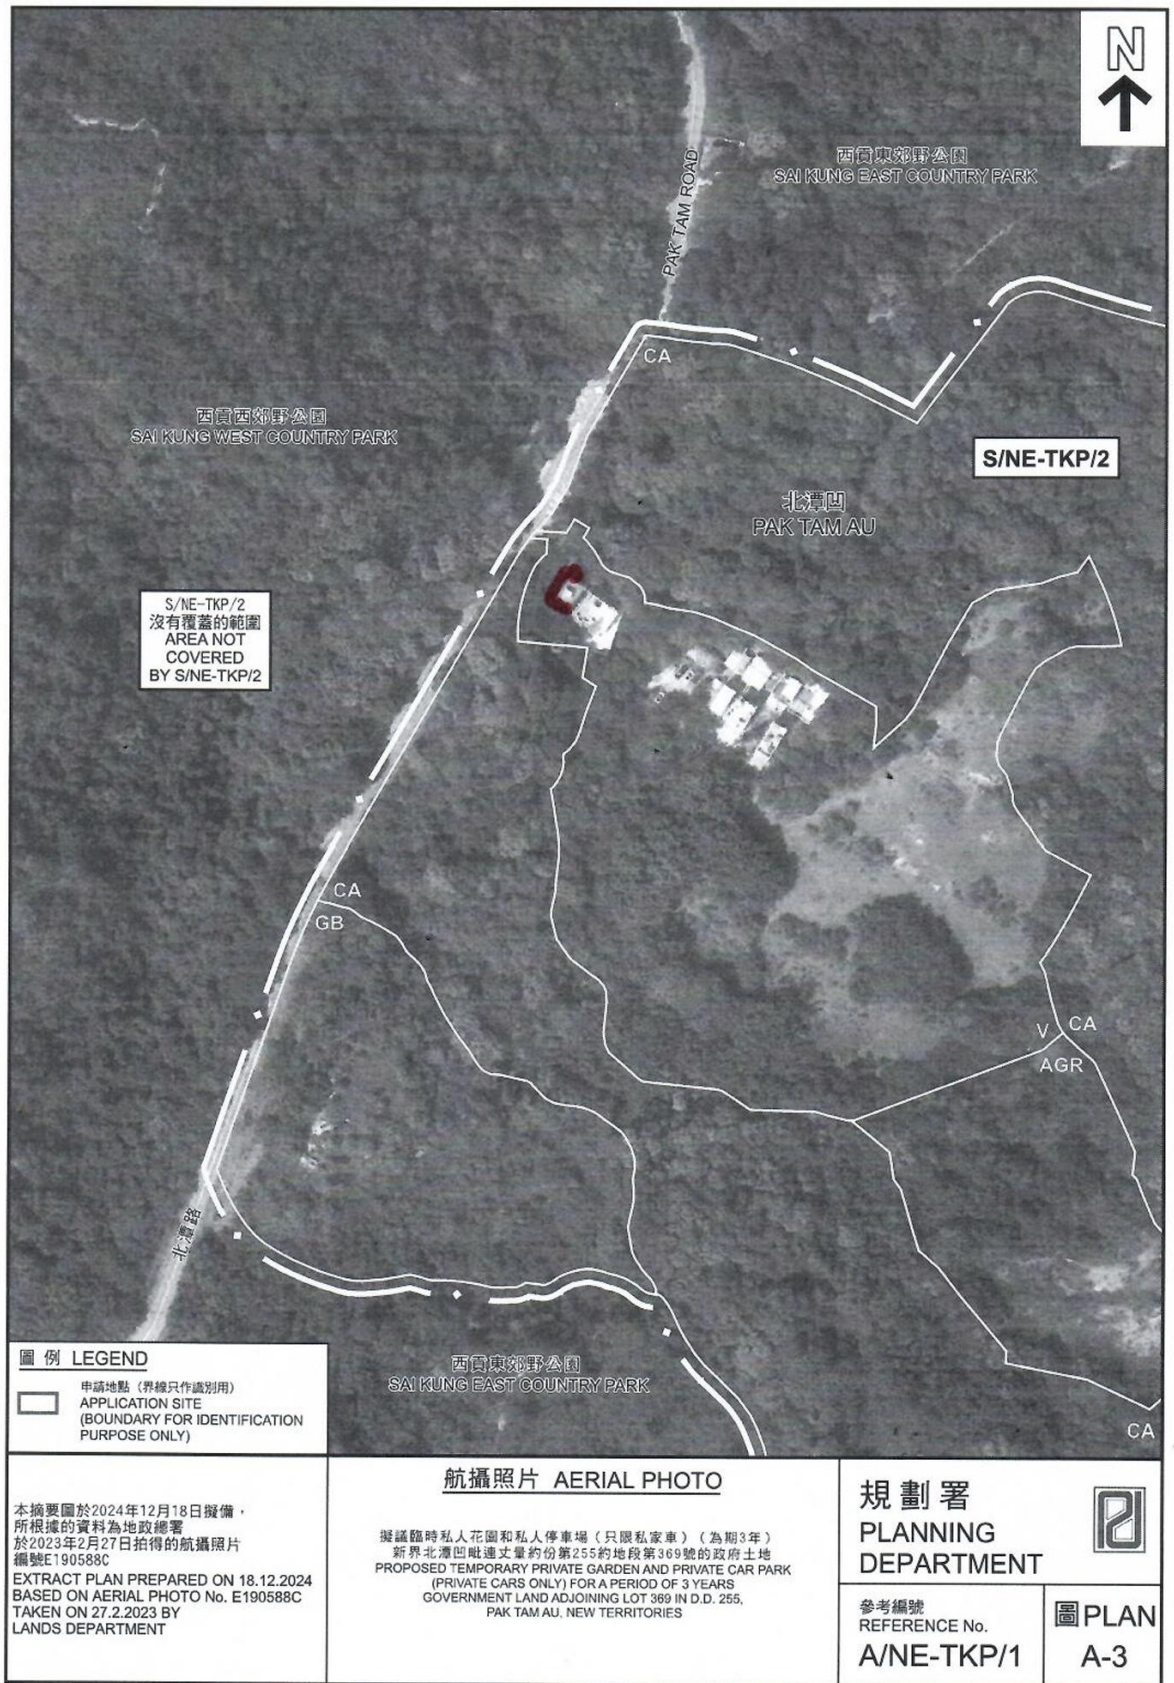 N
西貢東郊野公園
SAI KUNG EAST COUNTRY PARK
PAK TAM ROAD
CA
西貢西郊野公園
SAI KUNG WEST COUNTRY PARK
S/NE-TKP/2
北潭凹
PAK TAM AU
S/NE-TKP/2
沒有覆蓋的範圍
AREA NOT
COVERED
BY S/NE-TKP/2
CA
GB
V
CA
AGR
北潭路
西貢東郊野公園
SAI KUNG EAST COUNTRY PARK
CA
圖例 LEGEND
申請地點（界線只作識別用）
APPLICATION SITE
(BOUNDARY FOR IDENTIFICATION
PURPOSE ONLY)
本摘要圖於2024年12月18日擬備，
所根據的資料為地政總署
於2023年2月27日拍得的航攝照片
編號E190588C
EXTRACT PLAN PREPARED ON 18.12.2024
BASED ON AERIAL PHOTO No. E190588C
TAKEN ON 27.2.2023 BY
LANDS DEPARTMENT
航攝照片 AERIAL PHOTO
擬議臨時私人花園和私人停車場（只限私家車）（為期3年）
新界北潭凹毗連丈量約份第255約地段第369號的政府土地
PROPOSED TEMPORARY PRIVATE GARDEN AND PRIVATE CAR PARK
(PRIVATE CARS ONLY) FOR A PERIOD OF 3 YEARS
GOVERNMENT LAND ADJOINING LOT 369 IN D.D. 255,
PAK TAM AU, NEW TERRITORIES
規劃署
PLANNING
DEPARTMENT
參考編號
REFERENCE No.
A/NE-TKP/1
圖PLAN
A-3